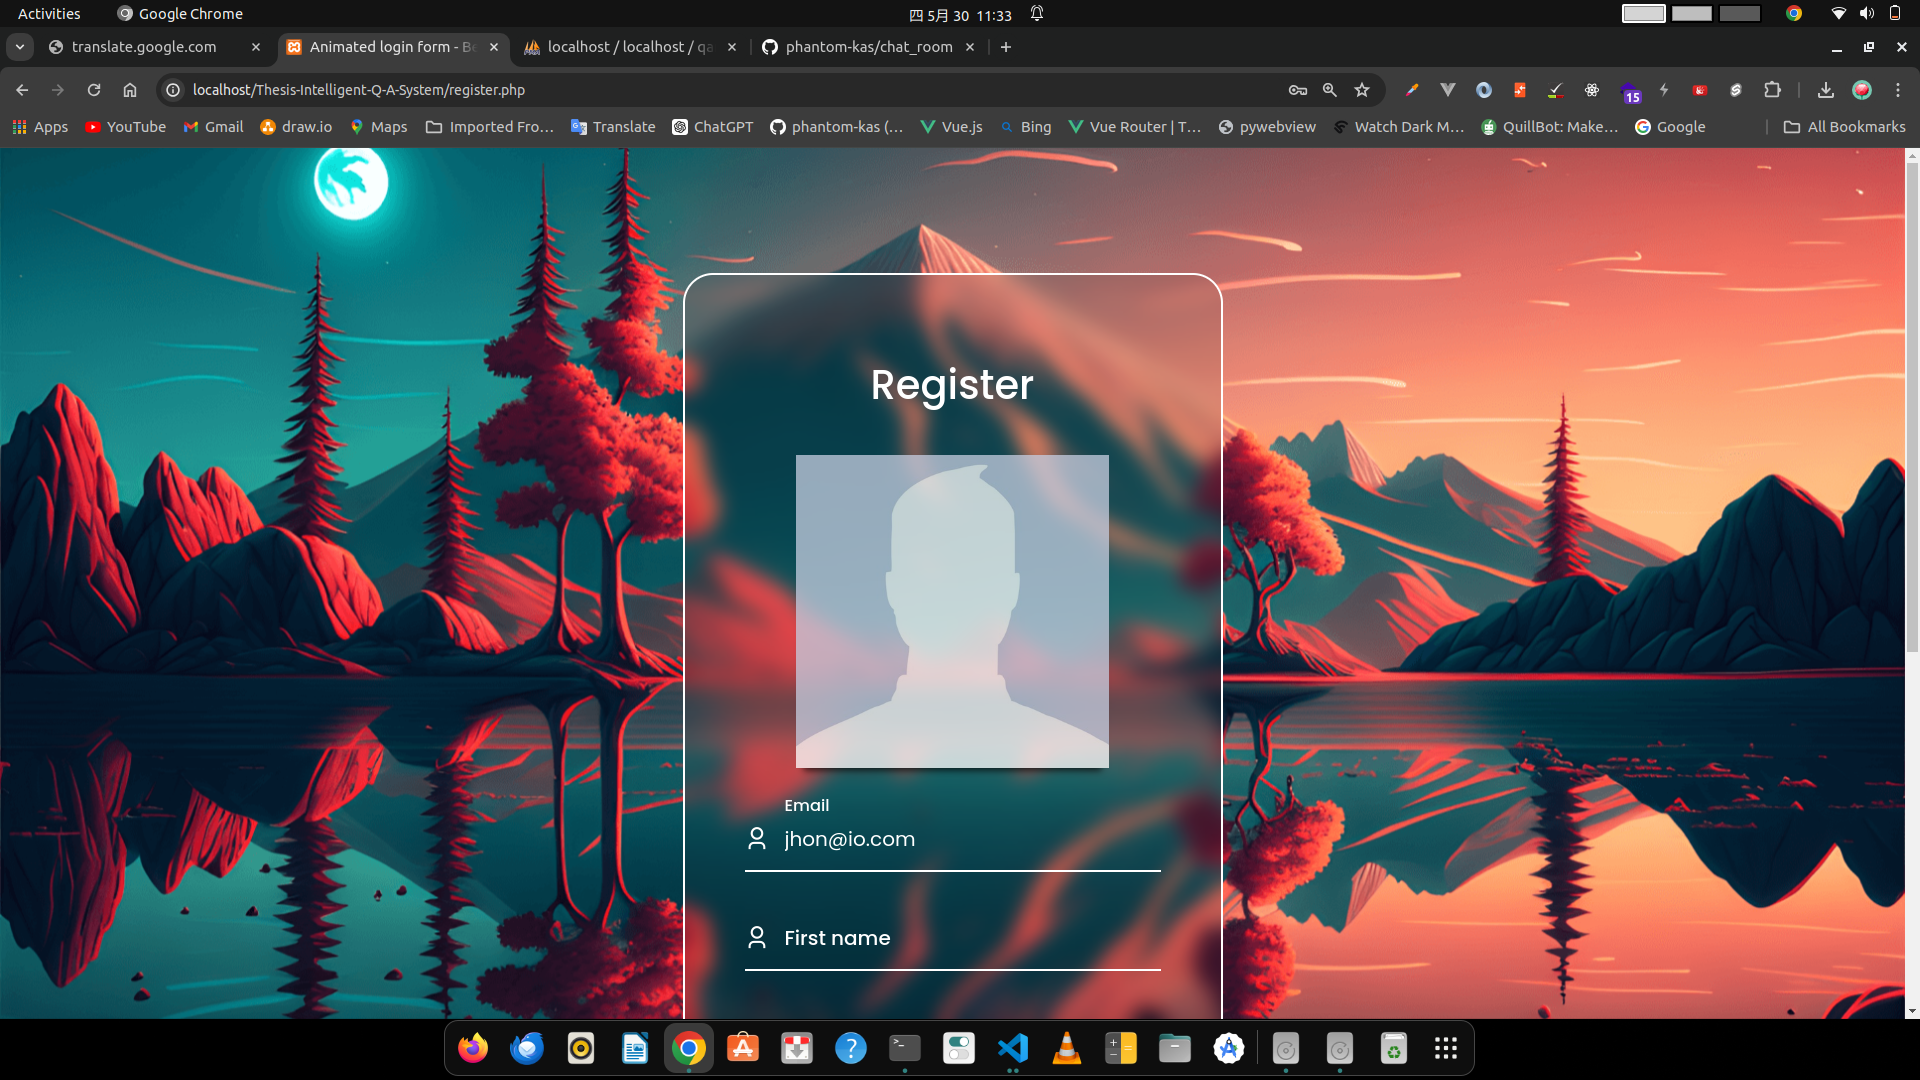 Activities Google Chrome 四 5月 30 11:33
translate.google.com Animated login form - Be localhost / localhost / qa phantom-kas/chat_room
localhost/Thesis-Intelligent-Q-A-System/register.php
15
Apps YouTube Gmail draw.io Maps Imported Fro... Translate ChatGPT phantom-kas (... Vue.js Bing Vue Router | T... pywebview Watch Dark M... QuillBot: Make... Google All Bookmarks
Register
Email
jhon@io.com
First name